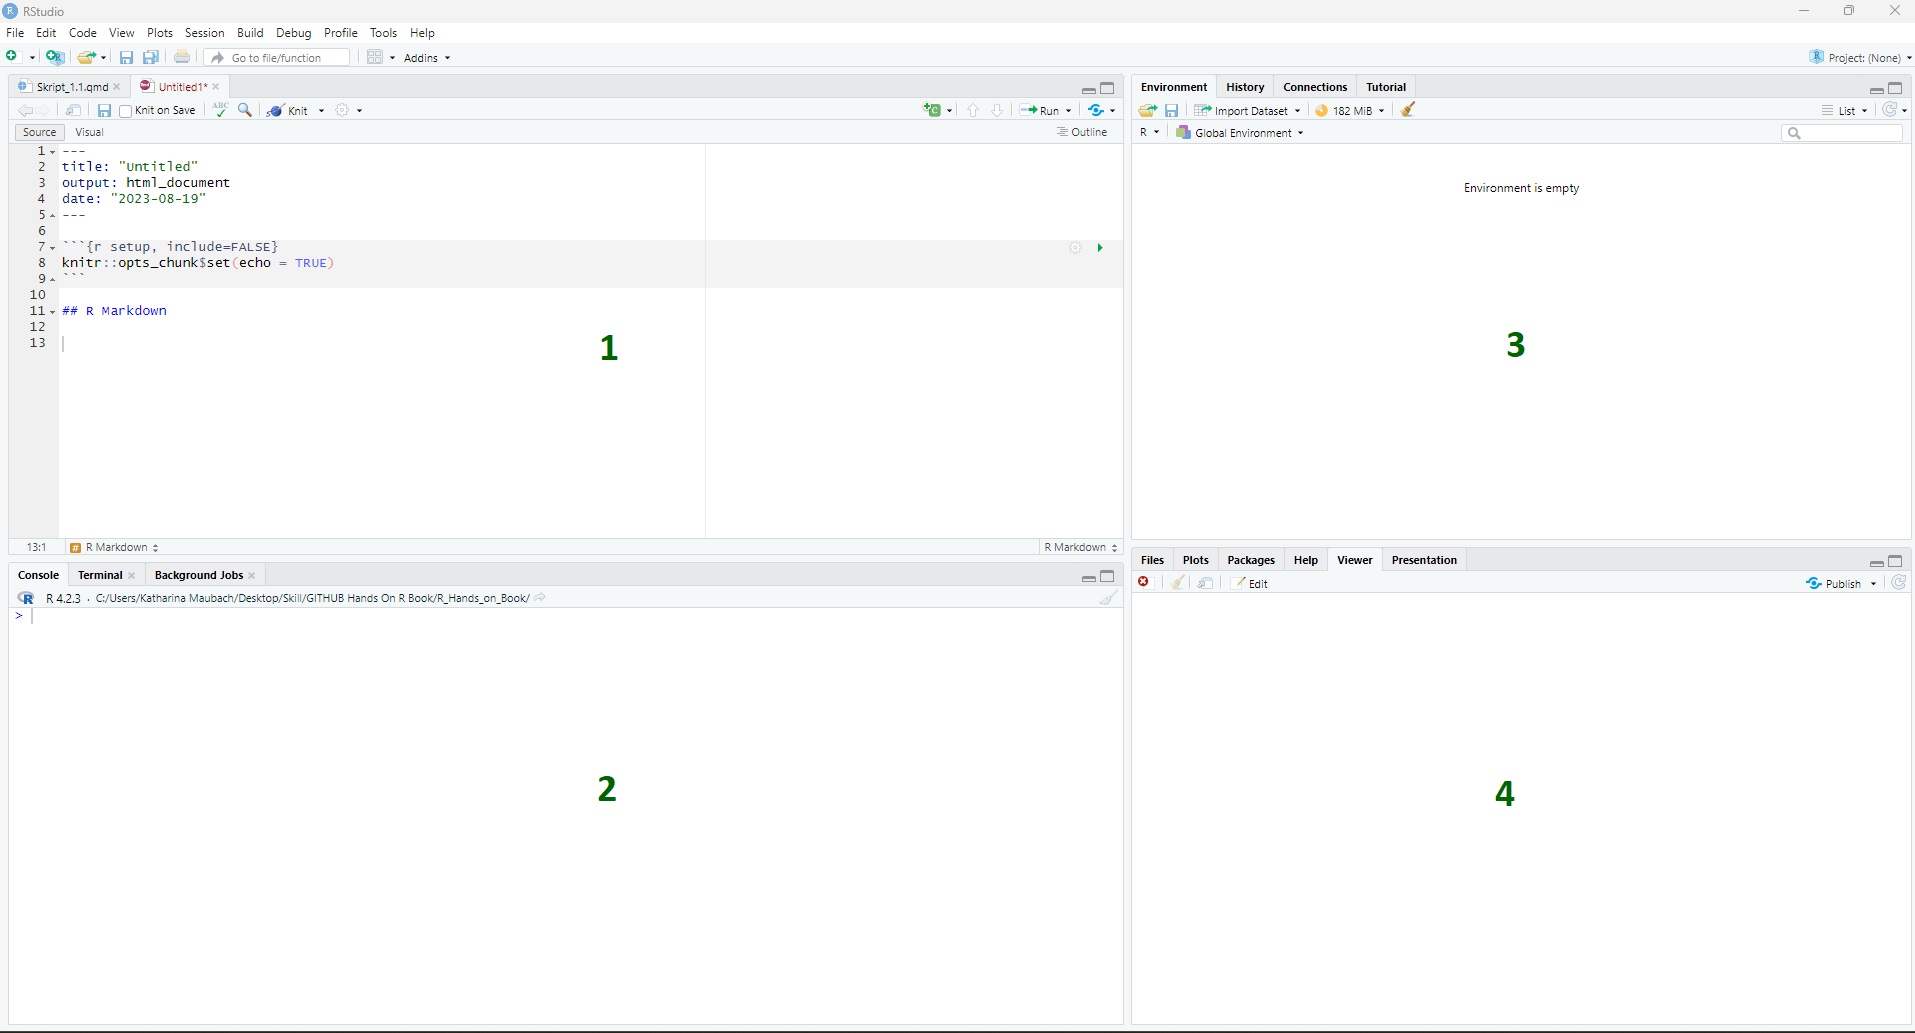 RStudio
File Edit Code View Plots Session Build Debug Profile Tools Help
Go to file/function Addins Project: (None)
Skript_1.1.qmd Untitled1*
Knit on Save ABC Knit Run
Source Visual Outline
1 ---
2 title: "Untitled"
3 output: html_document
4 date: "2023-08-19"
5 ---
6
7 ```{r setup, include=FALSE}
8 knitr::opts_chunk$set(echo = TRUE)
9 ```
10
11 ## R Markdown
12
13
1
13:1 # R Markdown R Markdown
Console Terminal Background Jobs
R R 4.2.3 · C:/Users/Katharina Maubach/Desktop/Skill/GITHUB Hands On R Book/R_Hands_on_Book/
>
2
Environment History Connections Tutorial
Import Dataset 182 MiB List
R Global Environment
Environment is empty
3
Files Plots Packages Help Viewer Presentation
Edit Publish
4